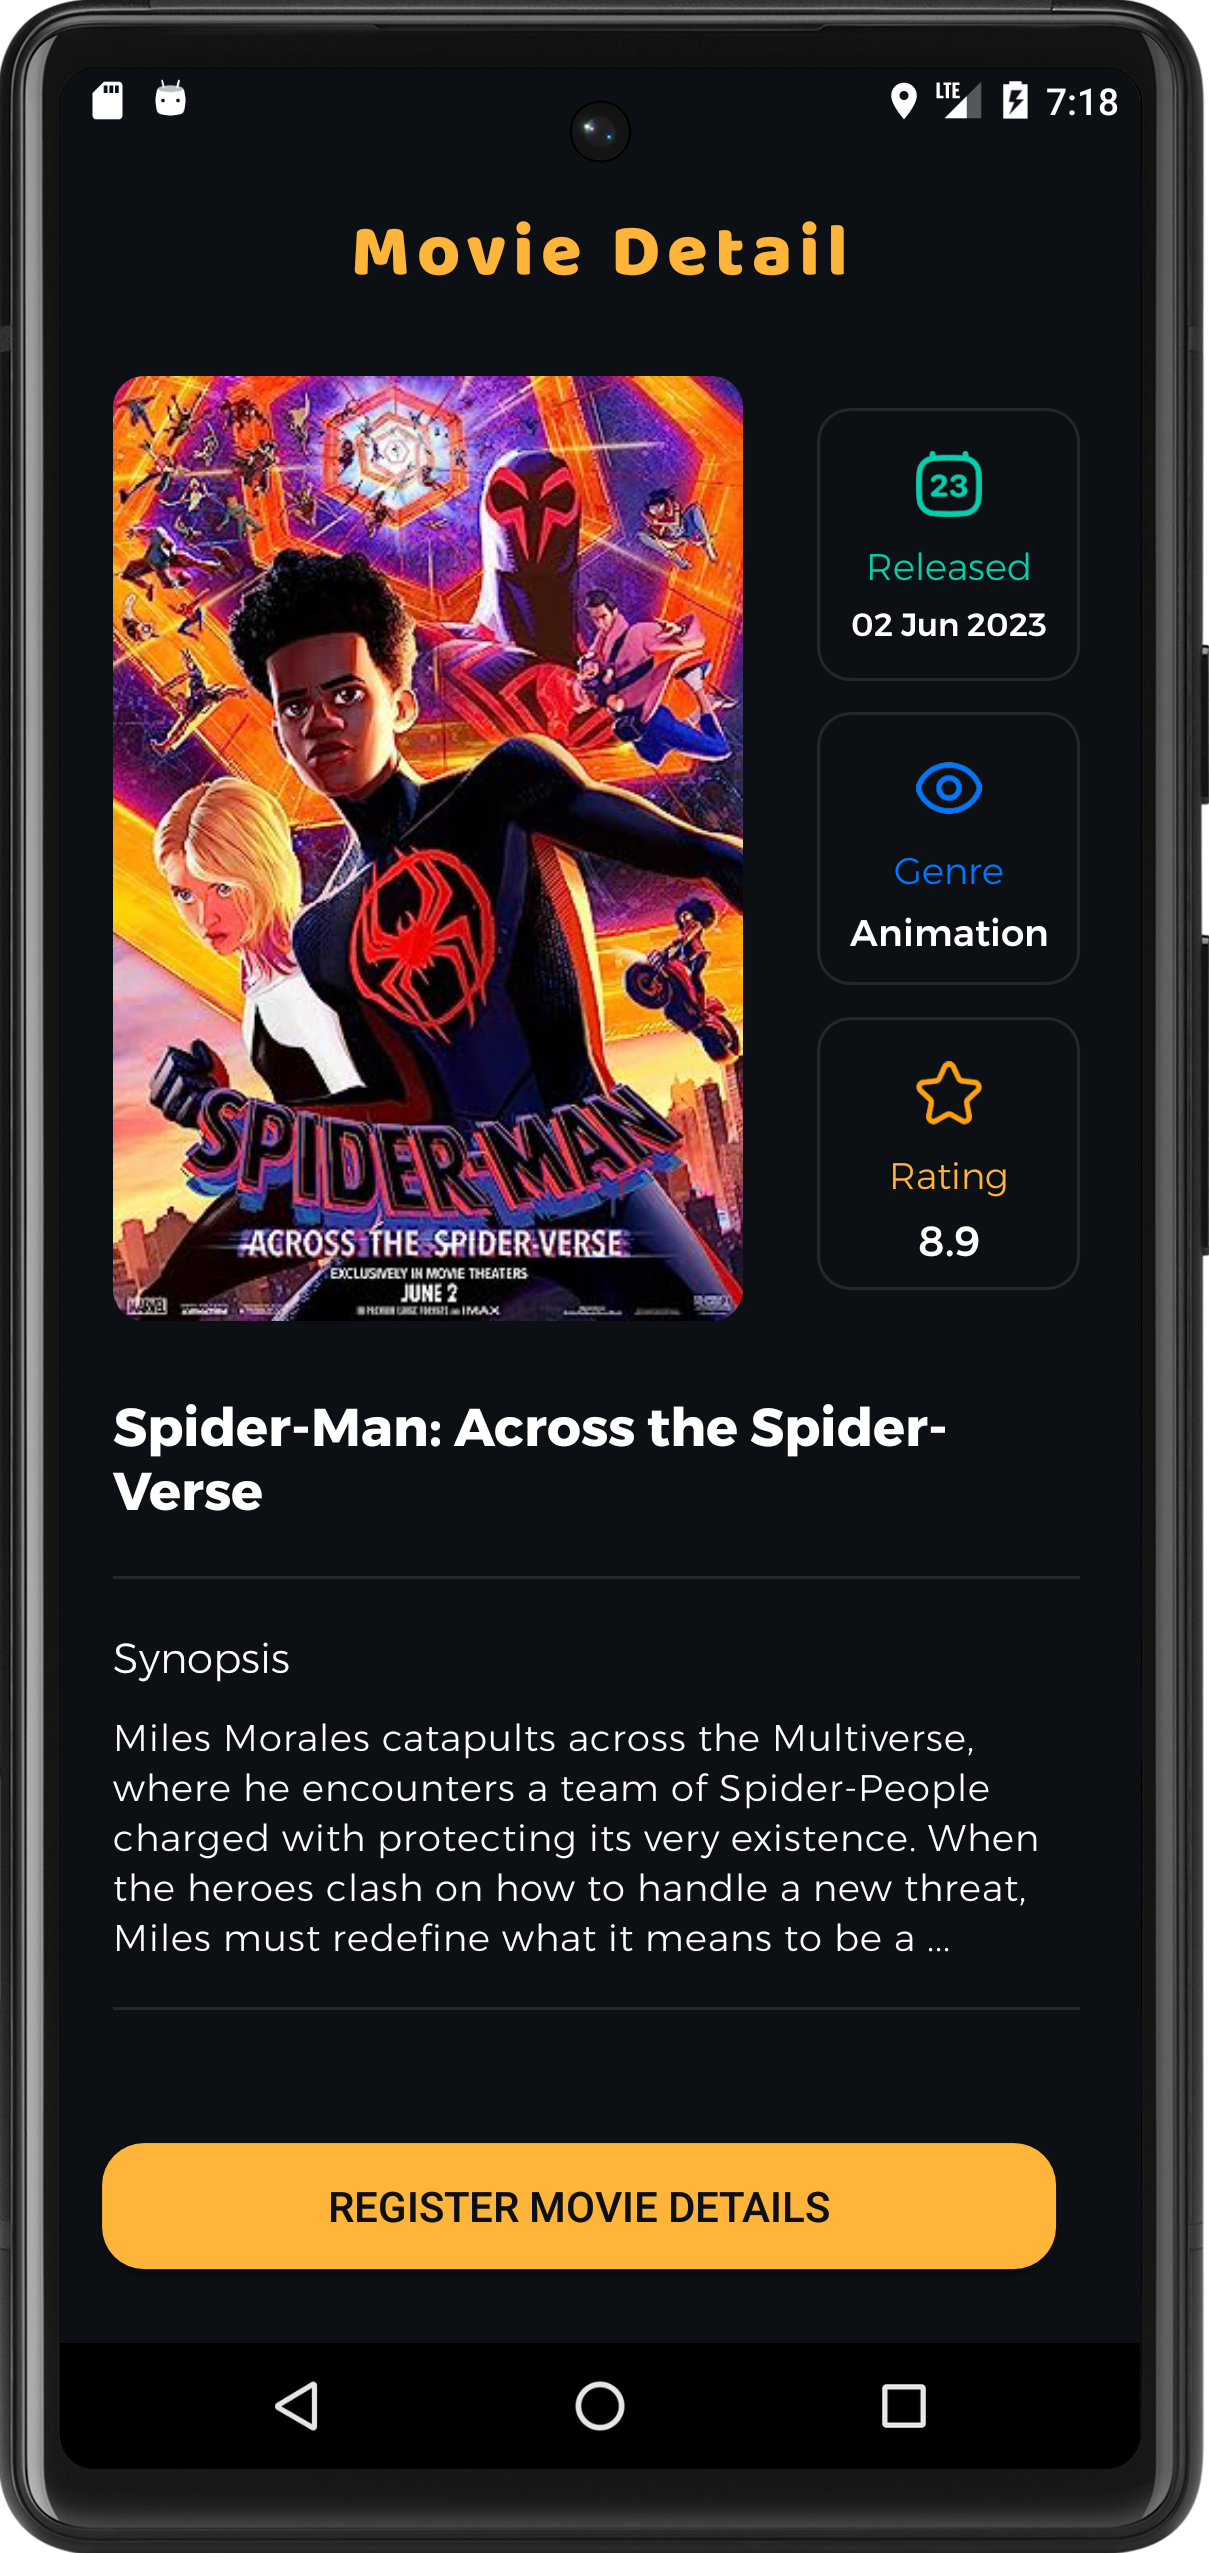 LTE 7:18
Movie Detail
23
Released
02 Jun 2023
Genre
Animation
Rating
8.9
SPIDER-MAN
ACROSS THE SPIDER-VERSE
EXCLUSIVELY IN MOVIE THEATERS
JUNE 2
MARVEL
IMAX
Spider-Man: Across the Spider-
Verse
Synopsis
Miles Morales catapults across the Multiverse,
where he encounters a team of Spider-People
charged with protecting its very existence. When
the heroes clash on how to handle a new threat,
Miles must redefine what it means to be a ...
REGISTER MOVIE DETAILS